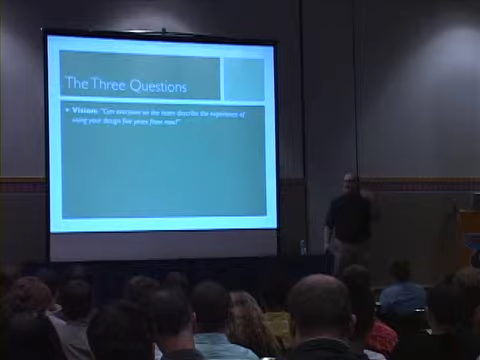 The Three Questions
• Vision: "Can everyone on the team describe the experience of
using your design five years from now?"